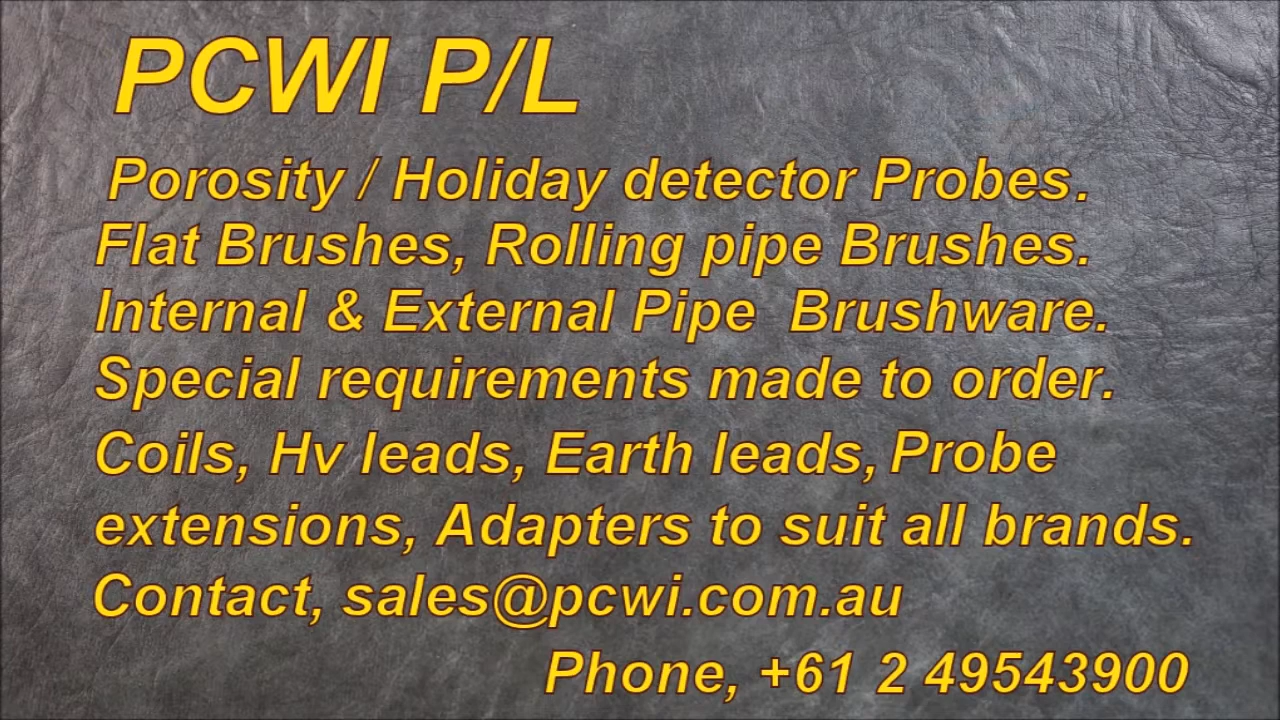 PCWI P/L
Porosity / Holiday detector Probes.
Flat Brushes, Rolling pipe Brushes.
Internal & External Pipe Brushware.
Special requirements made to order.
Coils, Hv leads, Earth leads, Probe
extensions, Adapters to suit all brands.
Contact, sales@pcwi.com.au
Phone, +61 2 49543900